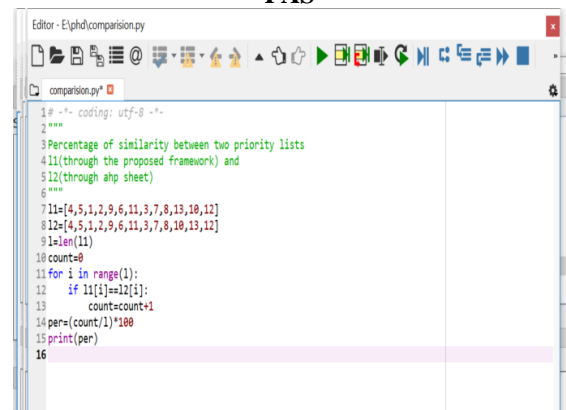 PAS
Editor - E:\phd\comparision.py
comparision.py*
1 # -*- coding: utf-8 -*-
2 """
3 Percentage of similarity between two priority lists
4 l1(through the proposed framework) and
5 l2(through ahp sheet)
6 """
7 l1=[4,5,1,2,9,6,11,3,7,8,13,10,12]
8 l2=[4,5,1,2,9,6,11,3,7,8,10,13,12]
9 l=len(l1)
10 count=0
11 for i in range(l):
12     if l1[i]==l2[i]:
13         count=count+1
14 per=(count/l)*100
15 print(per)
16